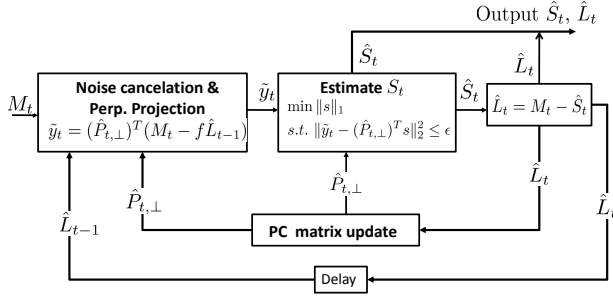 Output $\hat{S}_t$, $\hat{L}_t$
$\hat{S}_t$
$\hat{L}_t$
$M_t$
Noise cancelation &
Perp. Projection
$\tilde{y}_t = (\hat{P}_{t,\perp})^T (M_t - f\hat{L}_{t-1})$
$\tilde{y}_t$
Estimate $S_t$
$\min \|s\|_1$
$s.t. \|\tilde{y}_t - (\hat{P}_{t,\perp})^T s\|_2^2 \leq \epsilon$
$\hat{S}_t$
$\hat{L}_t = M_t - \hat{S}_t$
$\hat{L}_{t-1}$
$\hat{P}_{t,\perp}$
$\hat{P}_{t,\perp}$
$\hat{L}_t$
PC matrix update
Delay